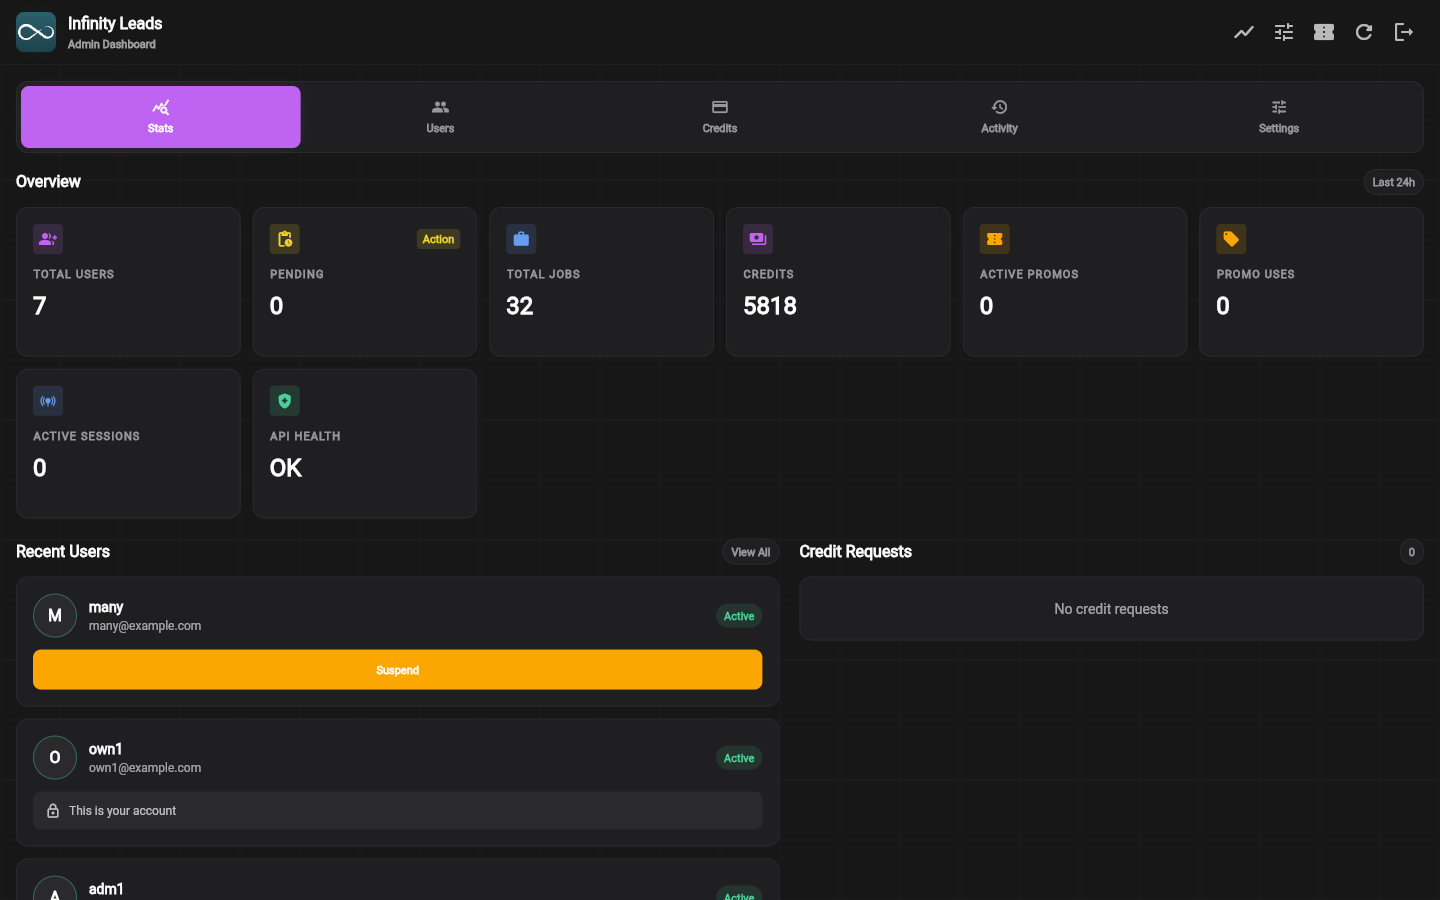 Infinity Leads
Admin Dashboard
Stats
Users
Credits
Activity
Settings
Overview
Last 24h
TOTAL USERS
7
Action
PENDING
0
TOTAL JOBS
32
CREDITS
5818
ACTIVE PROMOS
0
PROMO USES
0
ACTIVE SESSIONS
0
API HEALTH
OK
Recent Users
View All
M
many
many@example.com
Active
Suspend
O
own1
own1@example.com
Active
This is your account
A
adm1
Active
Credit Requests
0
No credit requests